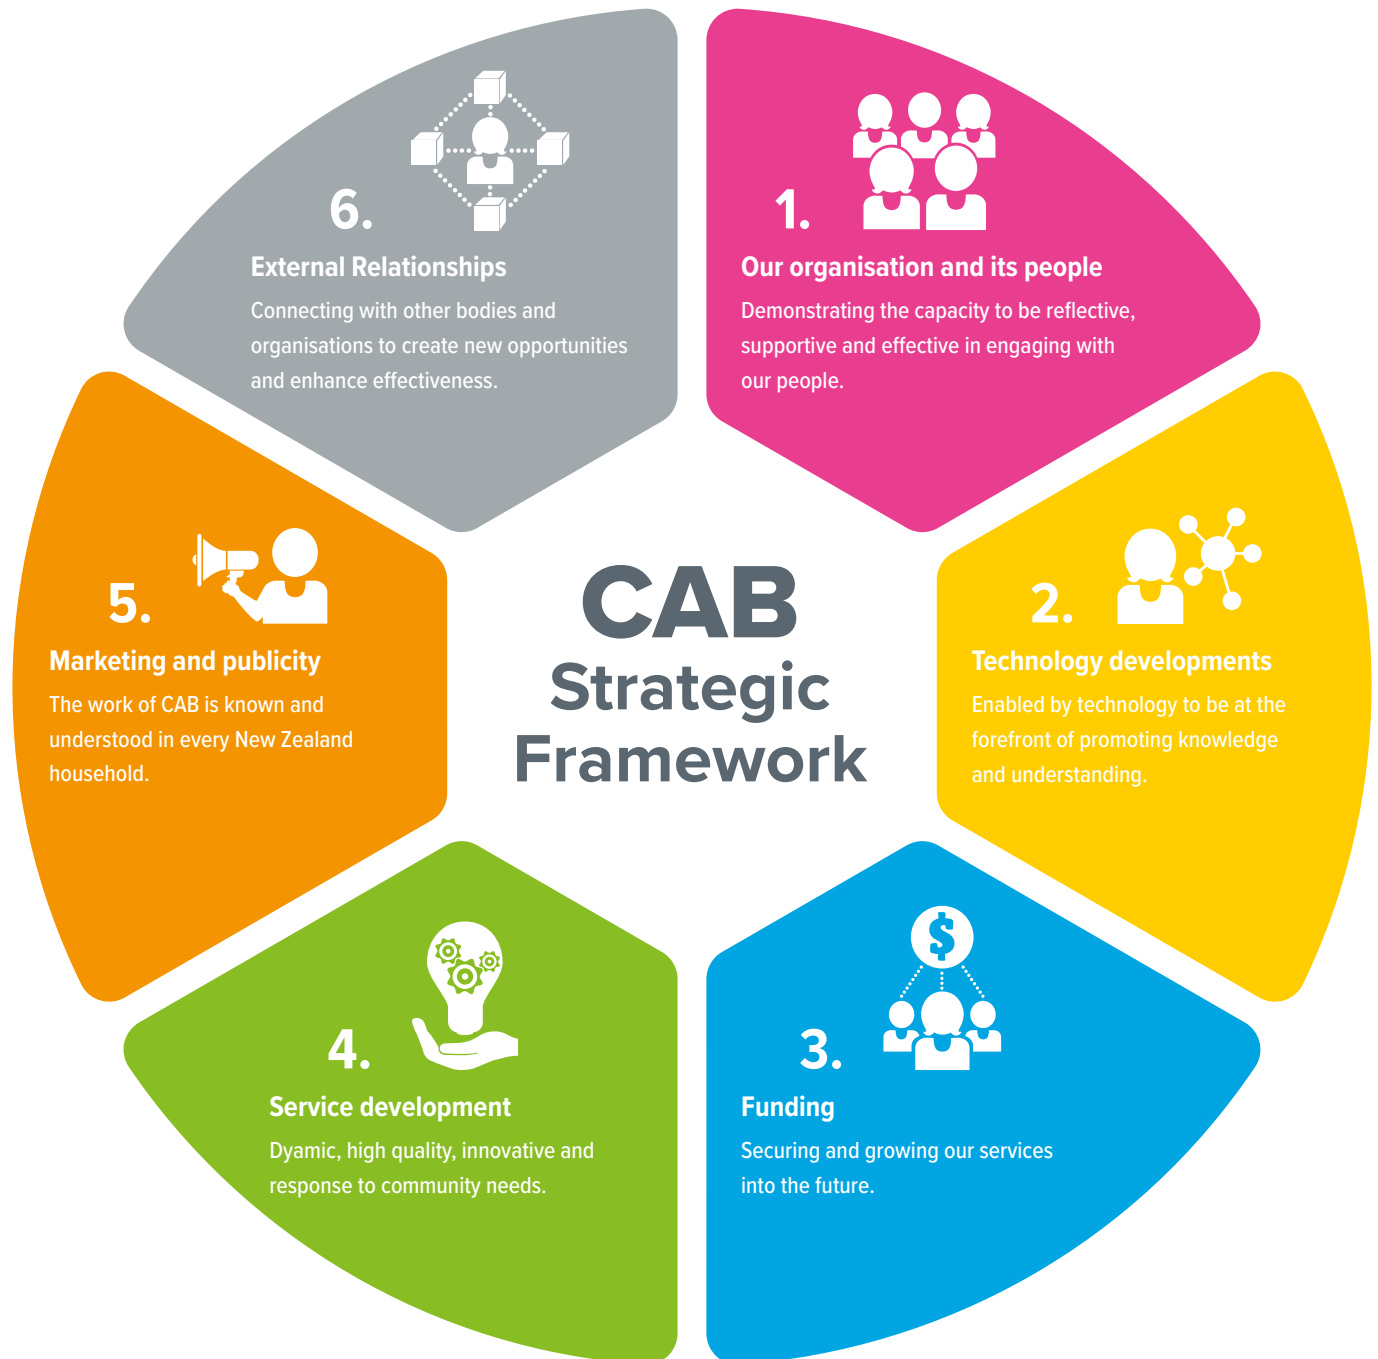 CAB
Strategic
Framework
1.
Our organisation and its people
Demonstrating the capacity to be reflective,
supportive and effective in engaging with
our people.
2.
Technology developments
Enabled by technology to be at the
forefront of promoting knowledge
and understanding.
3.
$
Funding
Securing and growing our services
into the future.
4.
Service development
Dyamic, high quality, innovative and
response to community needs.
5.
Marketing and publicity
The work of CAB is known and
understood in every New Zealand
household.
6.
External Relationships
Connecting with other bodies and
organisations to create new opportunities
and enhance effectiveness.